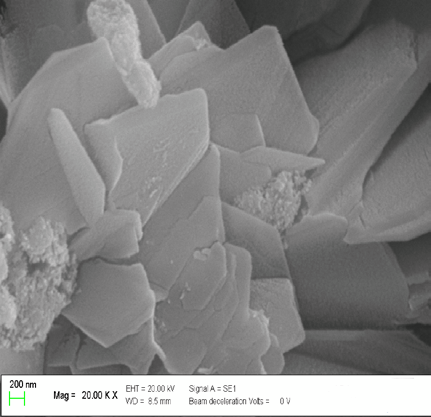 200 nm
Mag = 20.00 K X
EHT = 20.00 kV
WD = 8.5 mm
Signal A = SE1
Beam deceleration Volts = 0 V